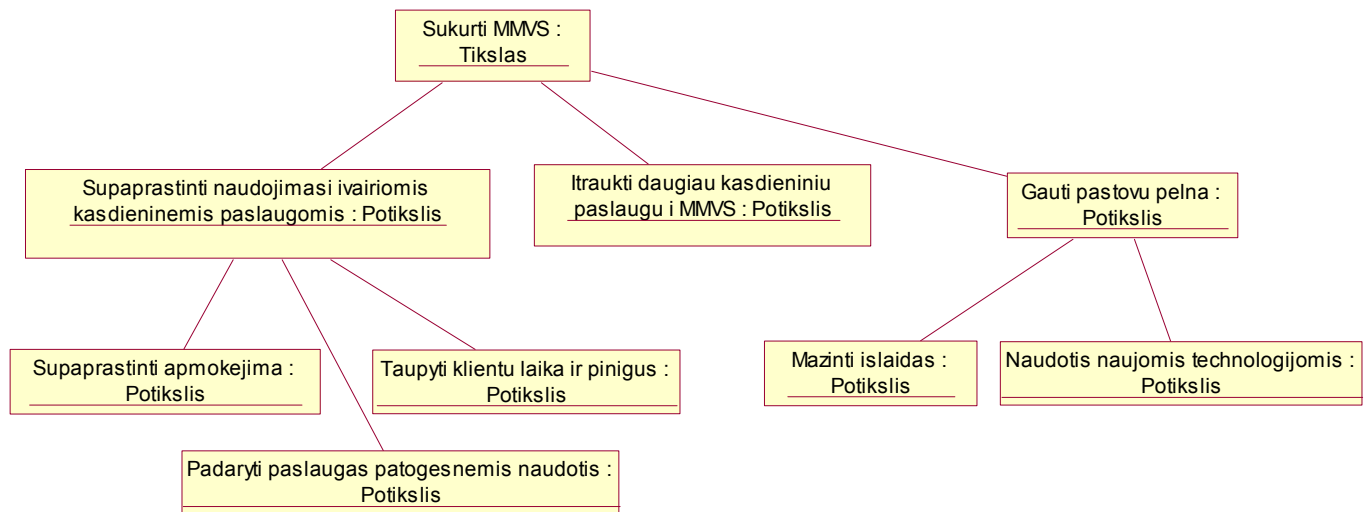 Sukurti MMVS :
Tikslas
Supaprastinti naudojimasi ivairiomis
kasdieninemis paslaugomis : Potikslis
Itraukti daugiau kasdieniniu
paslaugu i MMVS : Potikslis
Gauti pastovu pelna :
Potikslis
Supaprastinti apmokejima :
Potikslis
Taupyti klientu laika ir pinigus :
Potikslis
Mazinti islaidas :
Potikslis
Naudotis naujomis technologijomis :
Potikslis
Padaryti paslaugas patogesnemis naudotis :
Potikslis